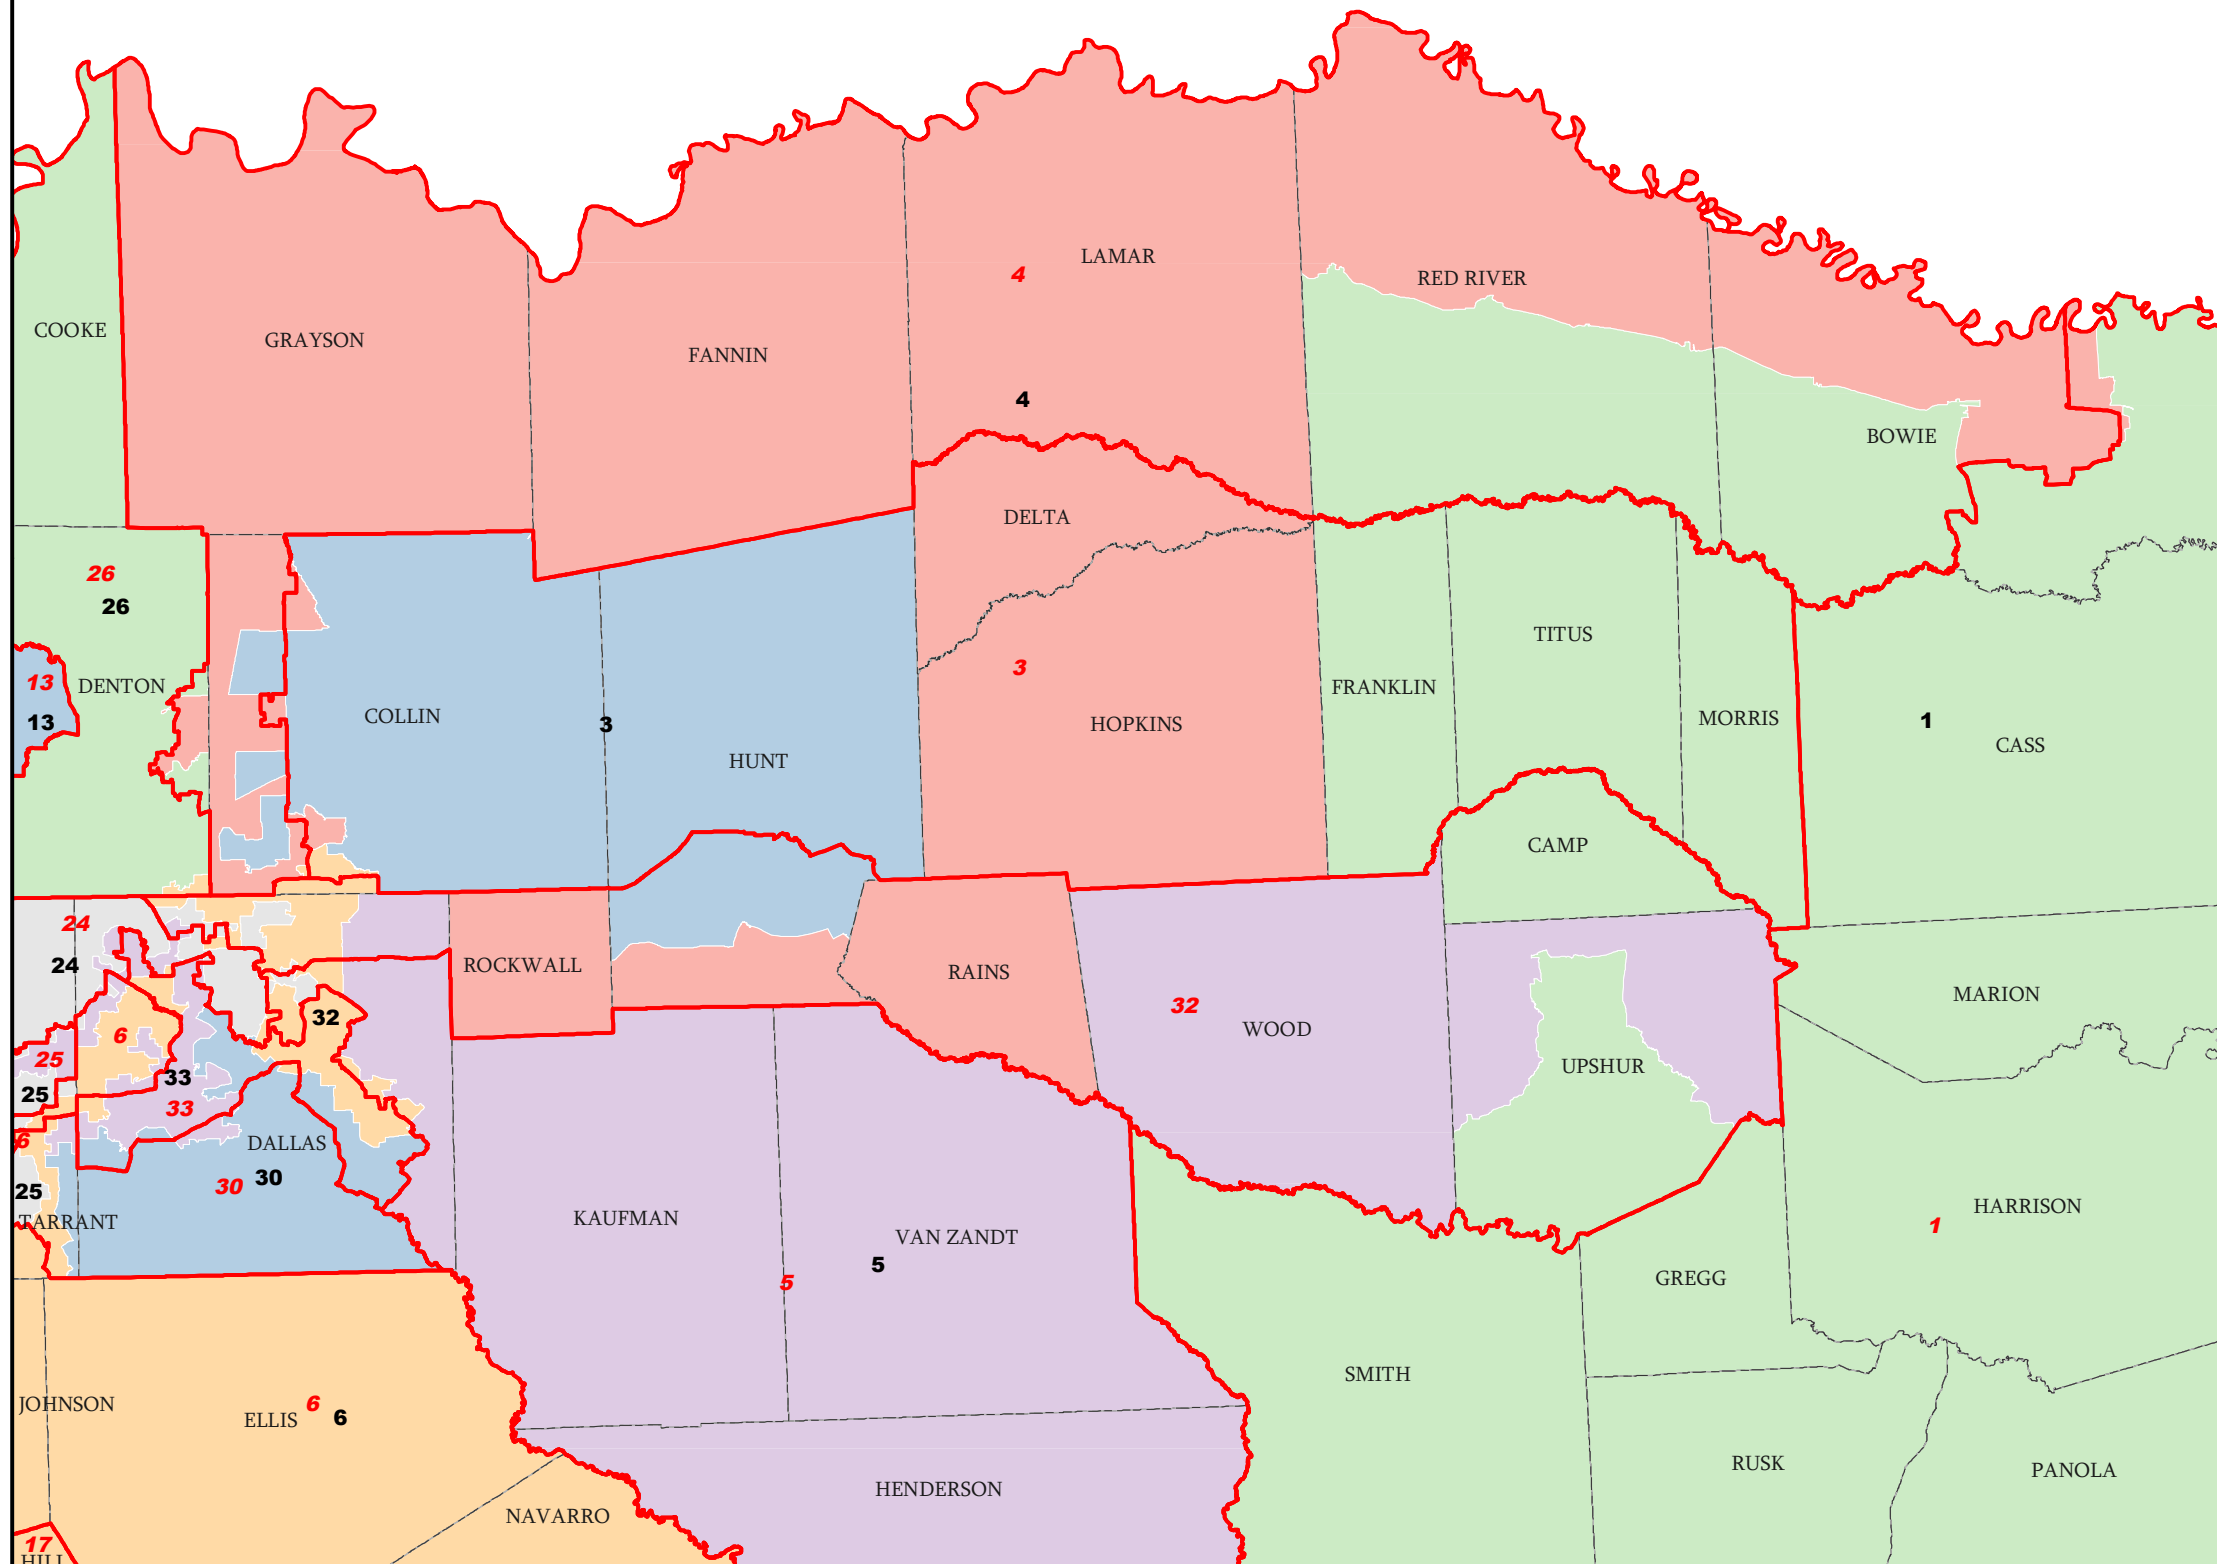 LAMAR
4
RED RIVER
COOKE
GRAYSON
FANNIN
4
BOWIE
DELTA
26
26
TITUS
3
13
DENTON
FRANKLIN
13
COLLIN
3
HOPKINS
MORRIS
1
CASS
HUNT
CAMP
24
24
ROCKWALL
RAINS
MARION
32
32
WOOD
6
25
33
UPSHUR
25
33
6
DALLAS
30
30
25
TARRANT
KAUFMAN
VAN ZANDT
HARRISON
1
5
5
GREGG
SMITH
JOHNSON
ELLIS
6
6
RUSK
PANOLA
HENDERSON
NAVARRO
17
HILL